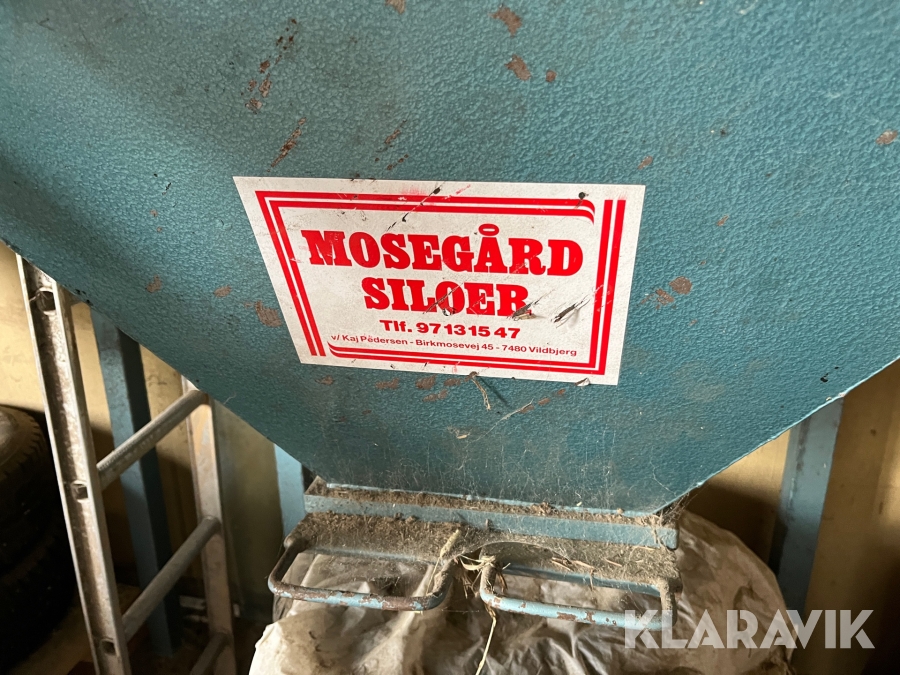 MOSEGÅRD
SILOER
Tlf. 97131547
v/ Kaj Pedersen - Birkmosevej 45 - 7480 Vildbjerg
KLARAVIK